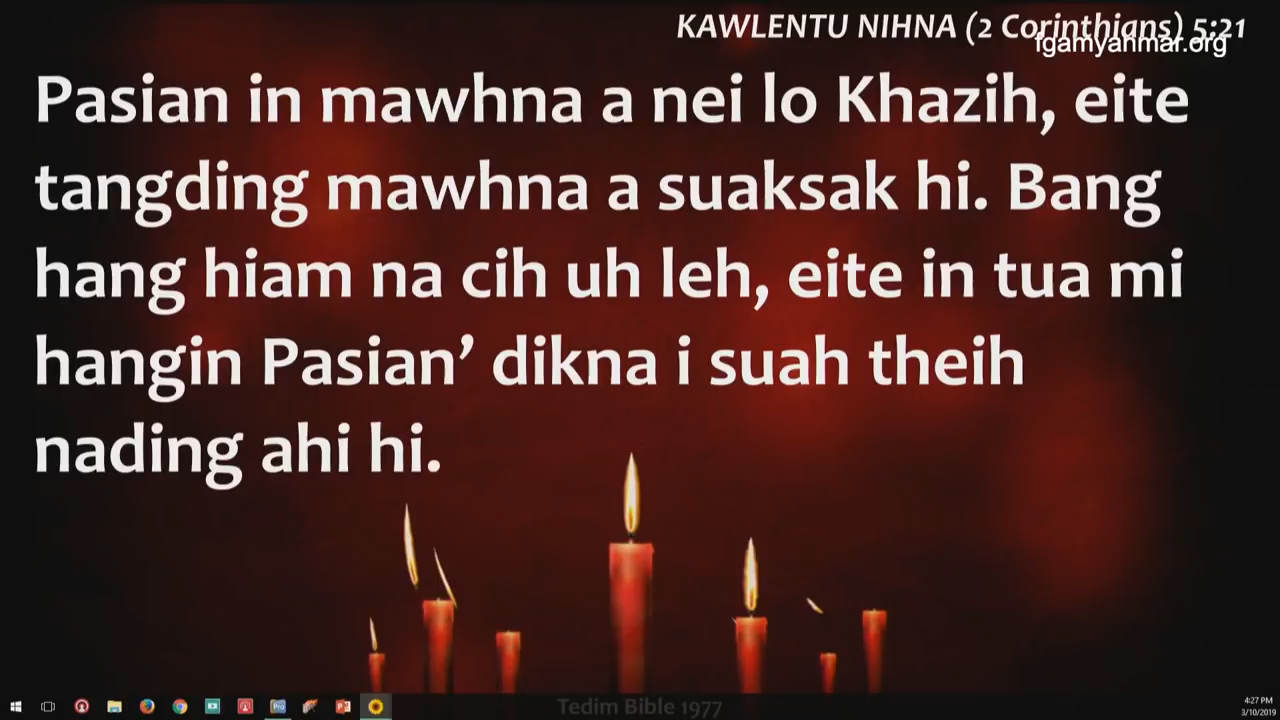 KAWLENTU NIHNA (2 Corinthians) 5:21
fgamyanmar.org
Pasian in mawhna a nei lo Khazih, eite
tangding mawhna a suaksak hi. Bang
hang hiam na cih uh leh, eite in tua mi
hangin Pasian’ dikna i suah theih
nading ahi hi.
Tedim Bible 1977
4:27 PM
3/10/2019